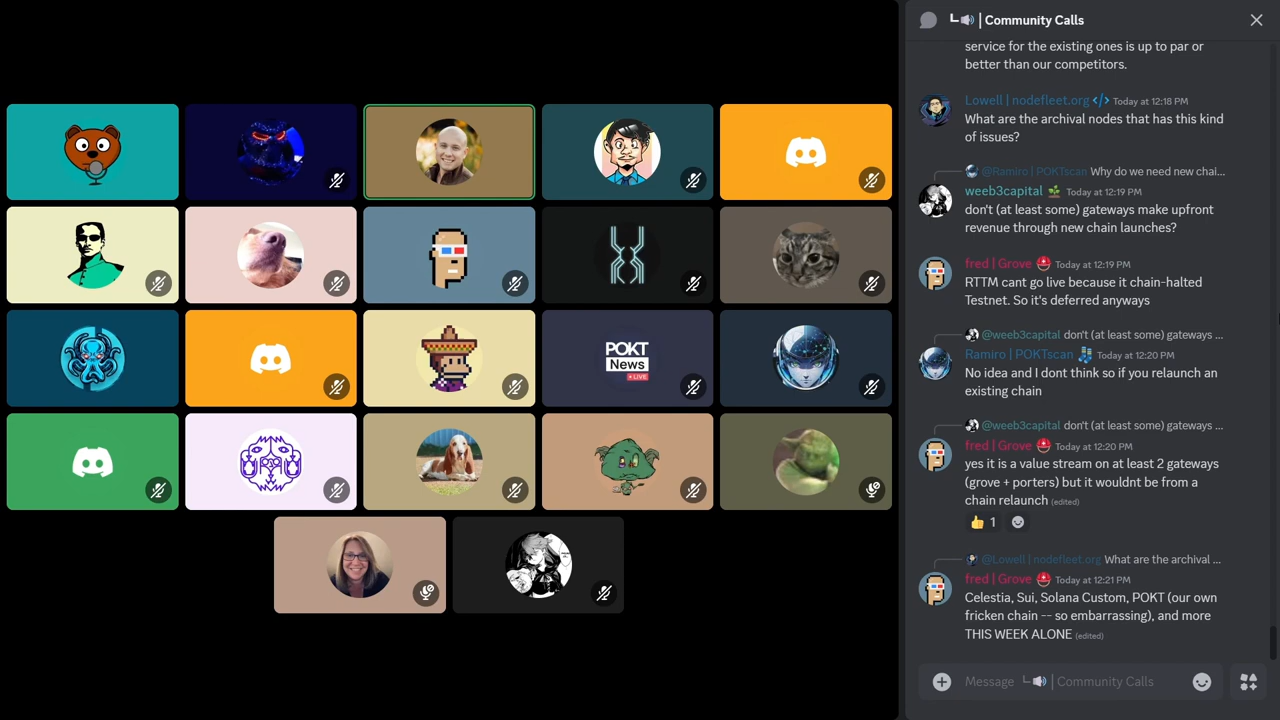 ┗🔊 | Community Calls
service for the existing ones is up to par or
better than our competitors.
Lowell | nodefleet.org </> Today at 12:18 PM
What are the archival nodes that has this kind
of issues?
@Ramiro | POKTscan Why do we need new chai...
weeb3capital 🌱 Today at 12:19 PM
don't (at least some) gateways make upfront
revenue through new chain launches?
fred | Grove Today at 12:19 PM
RTTM cant go live because it chain-halted
Testnet. So it's deferred anyways
@weeb3capital don't (at least some) gateways ...
Ramiro | POKTscan Today at 12:20 PM
No idea and I dont think so if you relaunch an
existing chain
@weeb3capital don't (at least some) gateways ...
fred | Grove Today at 12:20 PM
yes it is a value stream on at least 2 gateways
(grove + porters) but it wouldnt be from a
chain relaunch (edited)
👍 1
@Lowell | nodefleet.org What are the archival ...
fred | Grove Today at 12:21 PM
Celestia, Sui, Solana Custom, POKT (our own
fricken chain -- so embarrassing), and more
THIS WEEK ALONE (edited)
Message ┗🔊 | Community Calls
POKT
News
LIVE